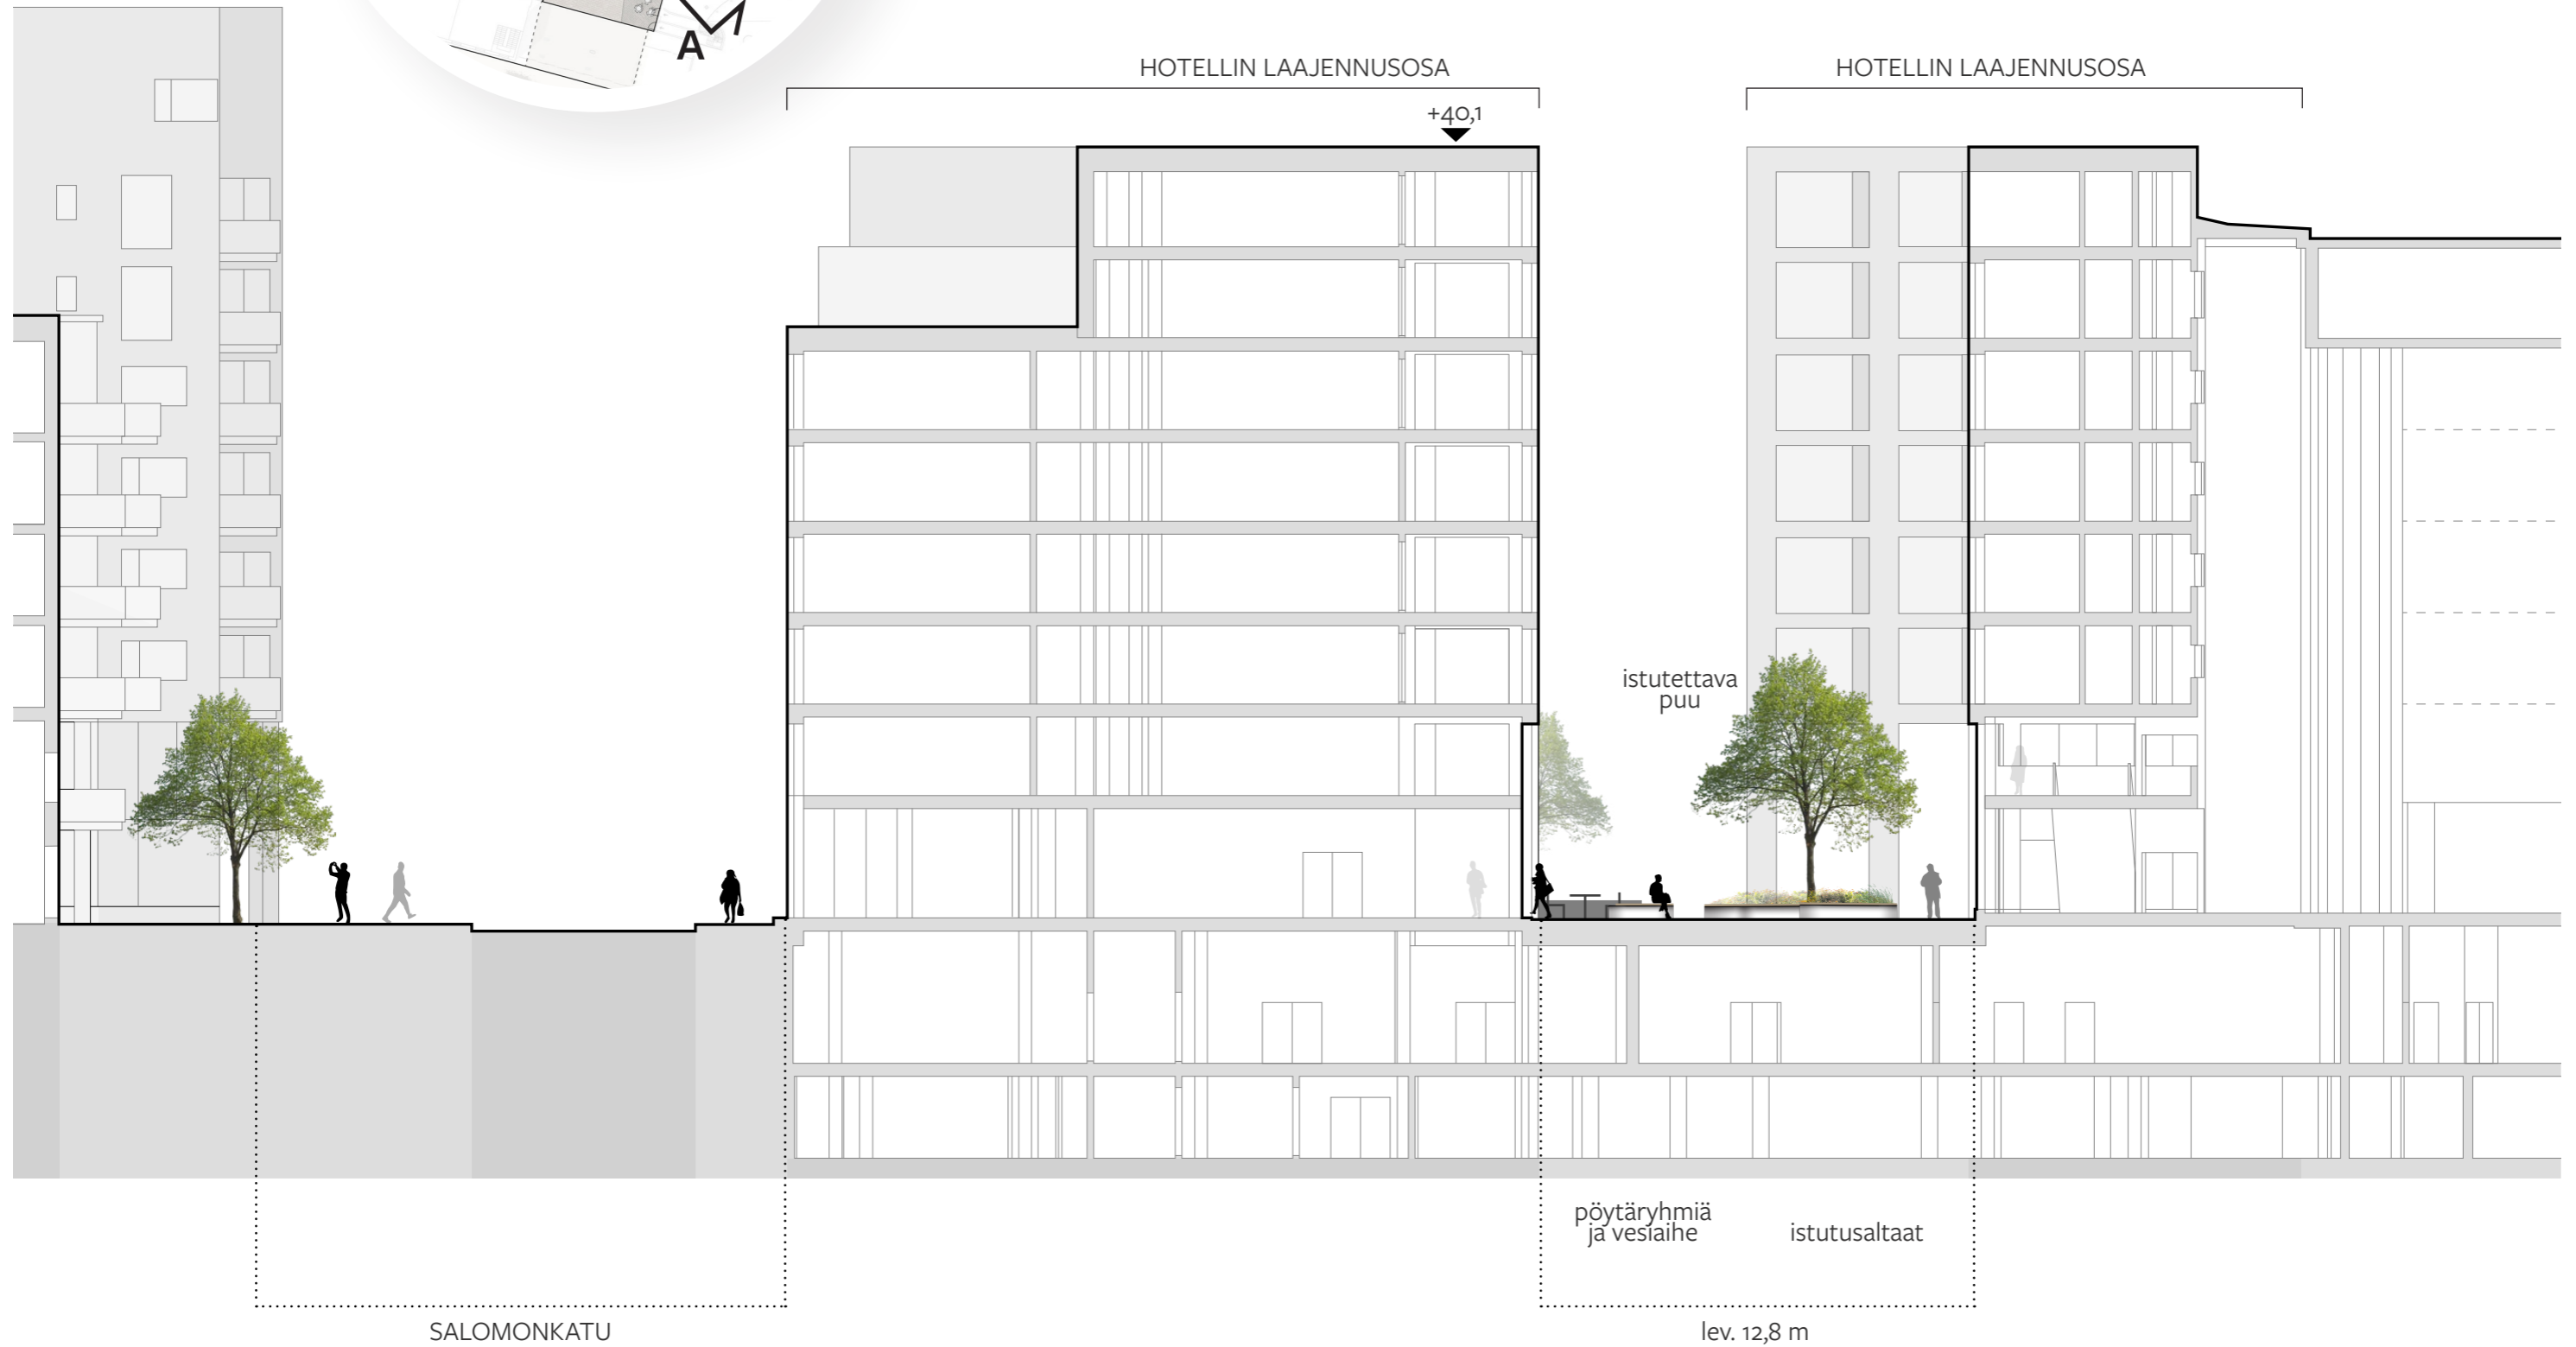 A
HOTELLIN LAAJENNUSOSA
HOTELLIN LAAJENNUSOSA
+40,1
istutettava
puu
pöytäryhmiä
ja vesiaihe
istutusaltaat
SALOMONKATU
lev. 12,8 m